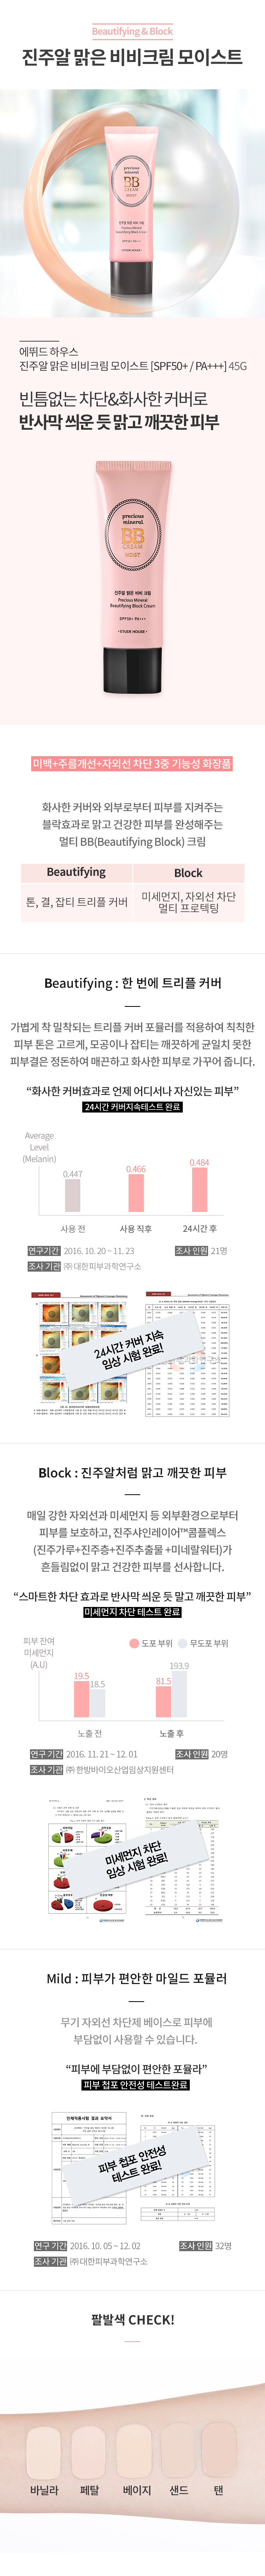 Beautifying & Block
진주알 맑은 비비크림 모이스트
precious
mineral
BB
CREAM
MOIST
진주알 맑은 비비 크림
Precious Mineral
Beautifying Block Cream
SPF50+ PA+++
ETUDE HOUSE
에뛰드 하우스
진주알 맑은 비비크림 모이스트 [SPF50+ / PA+++] 45G
빈틈없는 차단&화사한 커버로
반사막 씌운 듯 맑고 깨끗한 피부
precious
mineral
BB
CREAM
MOIST
진주알 맑은 비비 크림
Precious Mineral
Beautifying Block Cream
SPF50+ PA+++
• ETUDE HOUSE •
미백+주름개선+자외선 차단 3중 기능성 화장품
화사한 커버와 외부로부터 피부를 지켜주는
블락효과로 맑고 건강한 피부를 완성해주는
멀티 BB(Beautifying Block) 크림
Beautifying Block
톤, 결, 잡티 트리플 커버 미세먼지, 자외선 차단
멀티 프로텍팅
Beautifying : 한 번에 트리플 커버
가볍게 착 밀착되는 트리플 커버 포뮬러를 적용하여 칙칙한
피부 톤은 고르게, 모공이나 잡티는 깨끗하게 균일치 못한
피부결은 정돈하여 매끈하고 화사한 피부로 가꾸어 줍니다.
“화사한 커버효과로 언제 어디서나 자신있는 피부”
24시간 커버지속테스트 완료
Average
Level
(Melanin)
0.447 0.466 0.484
사용 전 사용 직후 24시간 후
연구기간 2016. 10. 20 ~ 11. 23 조사 인원 21명
조사 기관 ㈜ 대한피부과학연구소
24시간 커버 지속
임상 시험 완료!
Block : 진주알처럼 맑고 깨끗한 피부
매일 강한 자외선과 미세먼지 등 외부환경으로부터
피부를 보호하고, 진주샤인레이어™콤플렉스
(진주가루+진주층+진주추출물 +미네랄워터)가
흔들림없이 맑고 건강한 피부를 선사합니다.
“스마트한 차단 효과로 반사막 씌운 듯 말고 깨끗한 피부”
미세먼지 차단 테스트 완료
피부 잔여
미세먼지
(A.U)
도포 부위 무도포 부위
19.5 18.5 81.5 193.9
노출 전 노출 후
연구 기간 2016. 11. 21 ~ 12. 01 조사 인원 20명
조사 기관 ㈜ 한방바이오산업임상지원센터
미세먼지 차단
임상 시험 완료!
Mild : 피부가 편안한 마일드 포뮬러
무기 자외선 차단제 베이스로 피부에
부담없이 사용할 수 있습니다.
“피부에 부담없이 편안한 포뮬라”
피부 첩포 안전성 테스트완료
인체적용시험 결과 요약서
피부 첩포 안전성
테스트 완료!
연구 기간 2016. 10. 05 ~ 12. 02 조사 인원 32명
조사 기관 ㈜대한피부과학연구소
팔발색 CHECK!
바닐라 페탈 베이지 샌드 탠